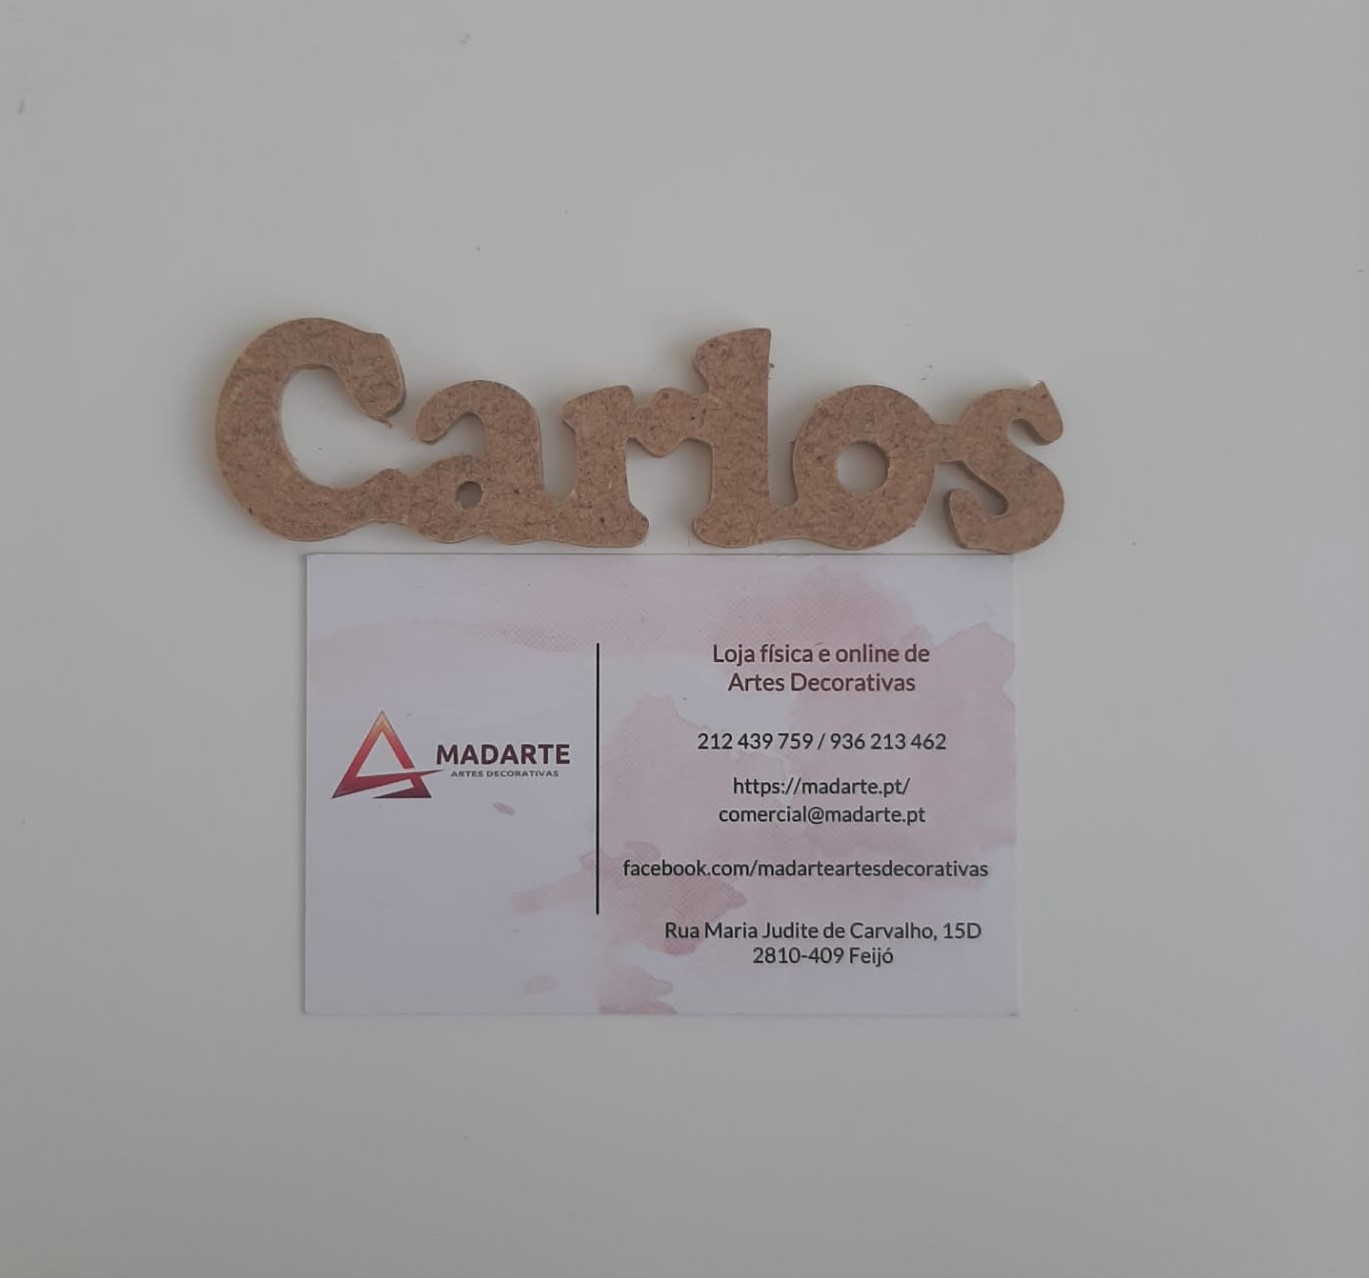 Carlos
MADARTE
ARTES DECORATIVAS
Loja física e online de
Artes Decorativas
212 439 759 / 936 213 462
https://madarte.pt/
comercial@madarte.pt
facebook.com/madarteartesdecorativas
Rua Maria Judite de Carvalho, 15D
2810-409 Feijó